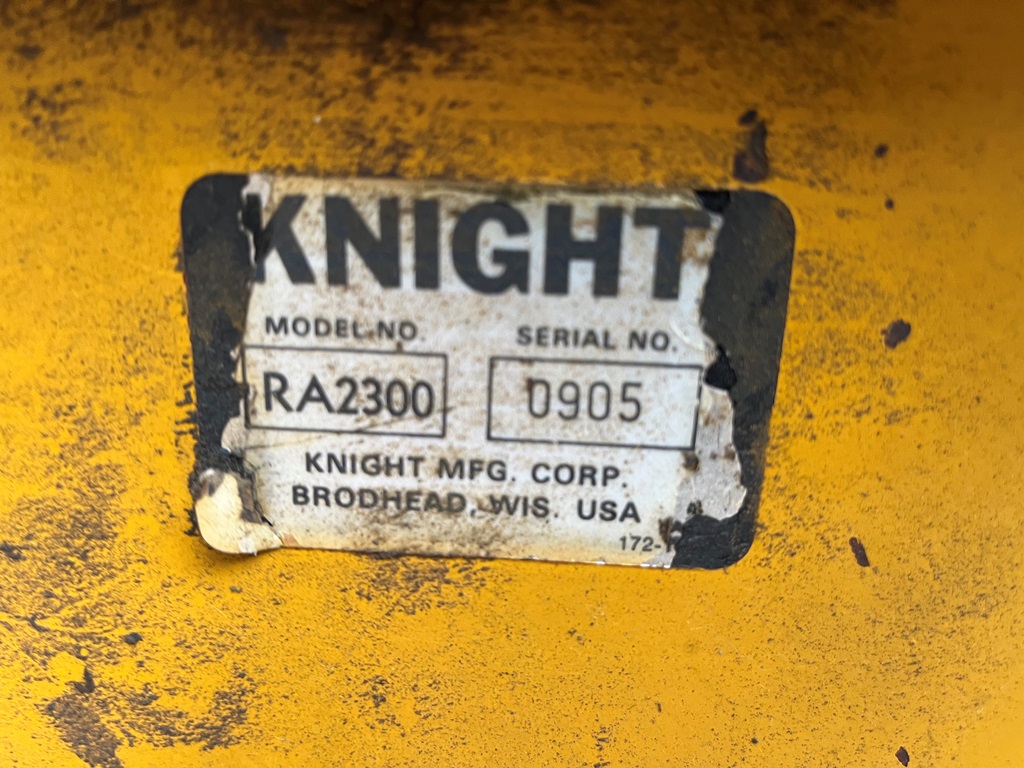 KNIGHT
MODEL NO. SERIAL NO.
RA2300 0905
KNIGHT MFG. CORP.
BRODHEAD, WIS. USA
172-